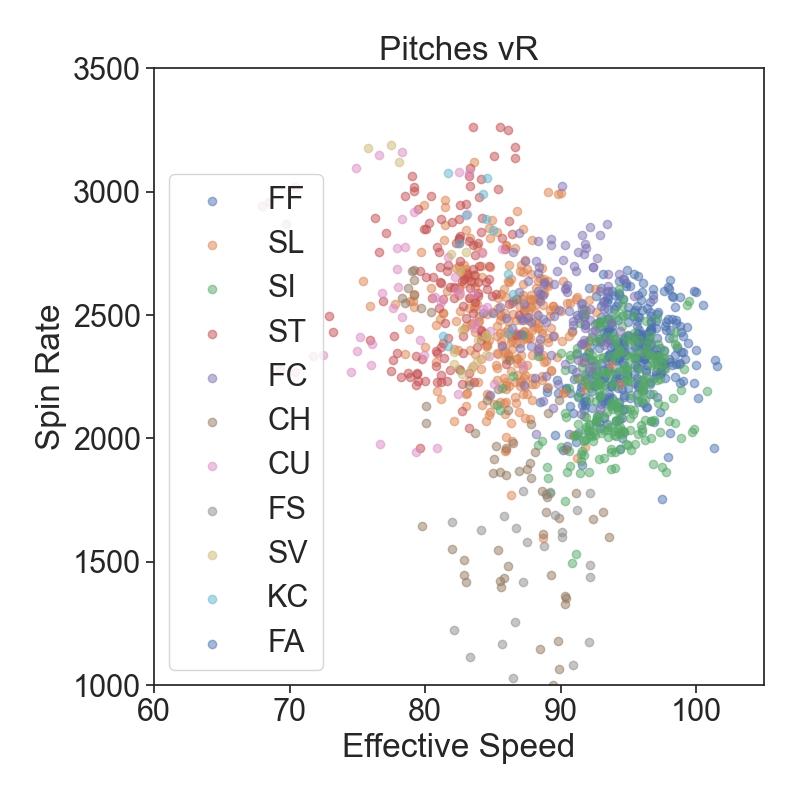 Pitches vR
Spin Rate
3500
3000
2500
2000
1500
1000
FF
SL
SI
ST
FC
CH
CU
FS
SV
KC
FA
60 70 80 90 100
Effective Speed